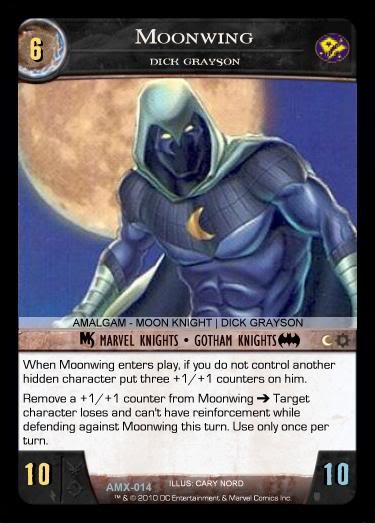 6
MOONWING
DICK GRAYSON
AMALGAM - MOON KNIGHT | DICK GRAYSON
MK MARVEL KNIGHTS • GOTHAM KNIGHTS
When Moonwing enters play, if you do not control another
hidden character put three +1/+1 counters on him.
Remove a +1/+1 counter from Moonwing ➔ Target
character loses and can't have reinforcement while
defending against Moonwing this turn. Use only once per
turn.
10
AMX-014
ILLUS: CARY NORD
™ & © 2010 DC Entertainment & Marvel Comics Inc.
10